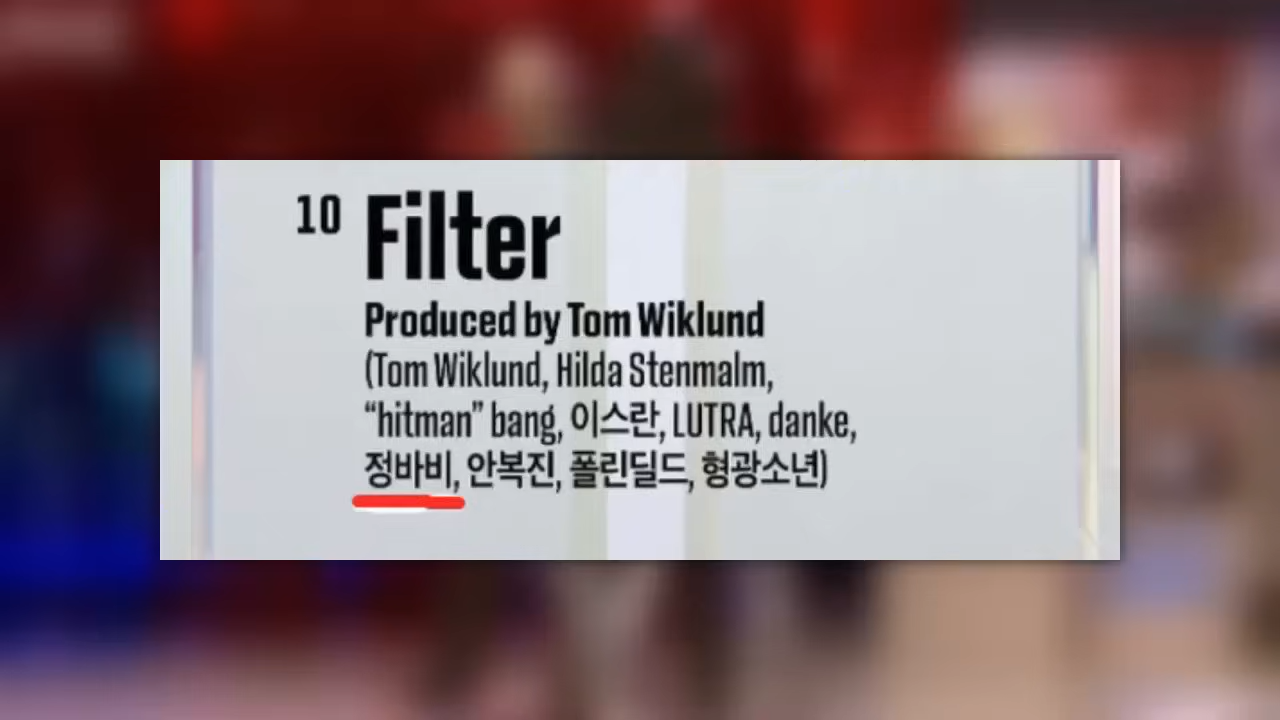 10 Filter
Produced by Tom Wiklund
(Tom Wiklund, Hilda Stenmalm,
“hitman” bang, 이스란, LUTRA, danke,
정바비, 안복진, 폴린딜드, 형광소년)